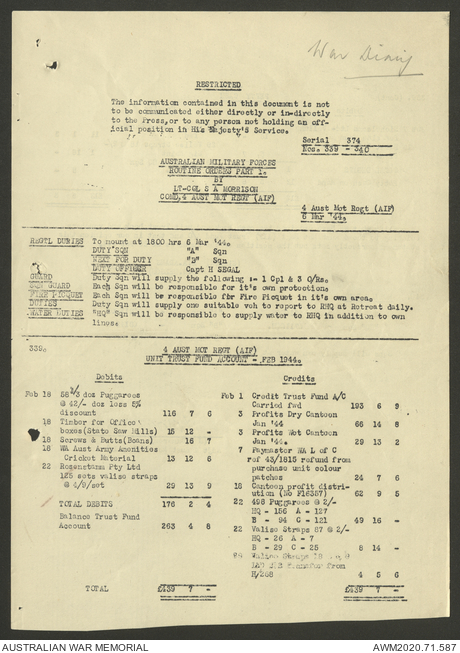 War Diary
RESTRICTED
The information contained in this document is not
to be communicated either directly or in-directly
to the Press, or to any person not holding an off-
icial position in His Majesty'S Service.
Serial 374
Nos. 339 - 340
AUSTRALIAN MILITARY FORCES
ROUTINE ORDERS PART 1.
BY
LT-COL S A MORRISON
COMD, 4 AUST MOT REGT (AIF)
4 Aust Mot Regt (AIF)
6 Mar '44.
REGTL DUTIES To mount at 1800 hrs 6 Mar '44.
DUTY SQN "A" Sqn
NEXT FOR DUTY "B" Sqn
DUTY OFFICER Capt H SEGAL
GUARD Duty Sqn will supply the following :- 1 Cpl & 3 O/Rs.
SQN GUARD Each Sqn will be responsible for it's own protection.
FIRE PICQUET Each Sqn will be responsible for Fire Picquet in it's own area.
DUTIES Duty Sqn will supply one suitable veh to report to RHQ at Retreat daily.
WATER DUTIES "HQ" Sqn will be responsible to supply water to RHQ in addition to own
lines.
339. 4 AUST MOT REGT (AIF)
UNIT TRUST FUND ACCOUNT - FEB 1944.
Debits
Feb 18 58 2/3 doz Puggarees
@ 42/- doz less 5%
discount 116 7 6
18 Timber for Office
boxes (State Saw Mills) 15 12 -
18 Screws & Butts (Boans) 16 7
18 WA Aust Army Amenities
Cricket Material 13 12 6
22 Rosenstamm Pty Ltd
125 sets valise straps
@ 4/9/set 29 13 9
TOTAL DEBITS 176 2 4
Balance Trust Fund
Account 263 4 8
TOTAL £439 7 -
Credits
Feb 1 Credit Trust Fund A/C
Carried fwd 193 6 9
3 Profits Dry Canteen
Jan '44 66 14 8
3 Profits Wet Canteen
Jan '44. 29 13 2
7 Paymaster WA L of C
ref 43/1815 refund from
purchase unit colour
patches 24 7 6
16 Canteen profit distri-
ution (No F16357) 62 9 5
22 498 Puggarees @ 2/-
HQ - 156 A - 127
B - 94 C - 121 49 16 -
22 Valise Straps 87 @ 2/-
HQ - 26 A - 7
B - 29 C - 25 8 14 -
Valise Straps 18
transfer from
H/268 4 5 6
£439 7 -
AUSTRALIAN WAR MEMORIAL
AWM2020.71.587